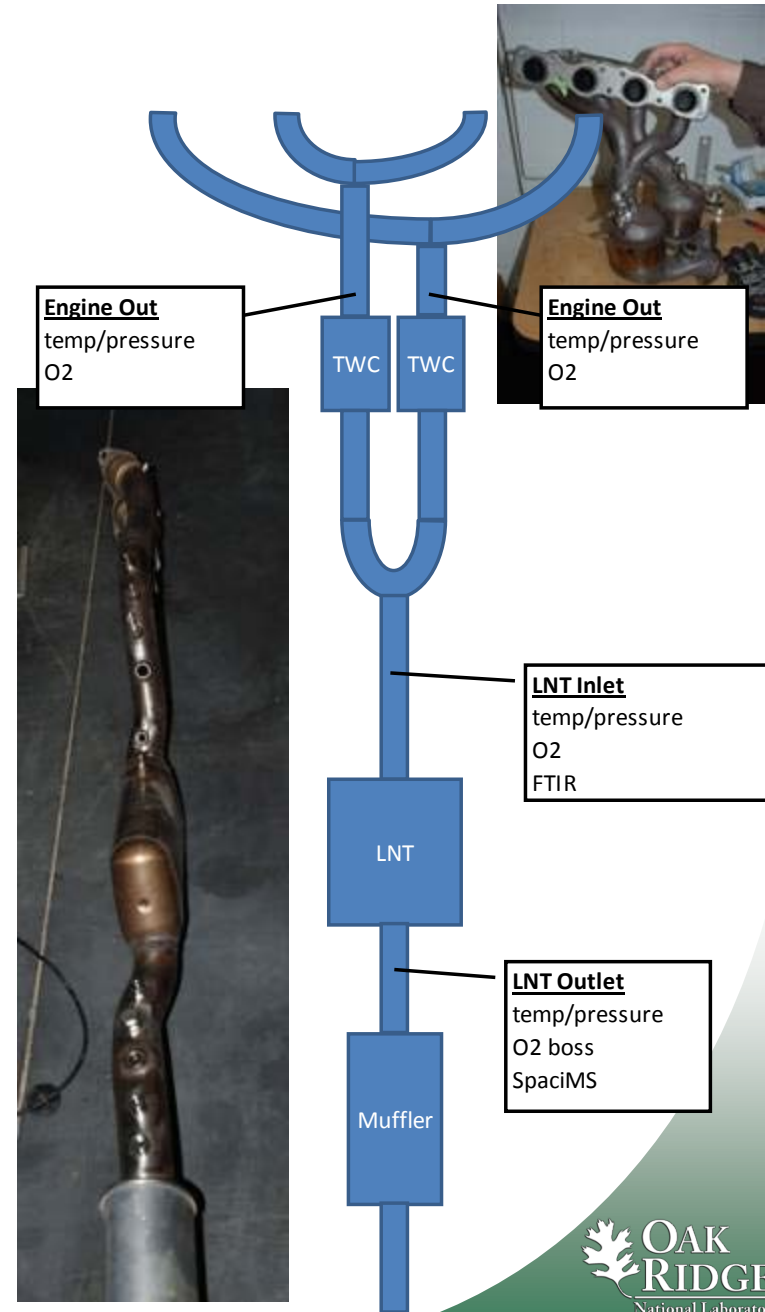 Engine Out
temp/pressure
O2
Engine Out
temp/pressure
O2
TWC
TWC
LNT Inlet
temp/pressure
O2
FTIR
LNT
LNT Outlet
temp/pressure
O2 boss
SpaciMS
Muffler
OAK
RIDGE
National Laborato